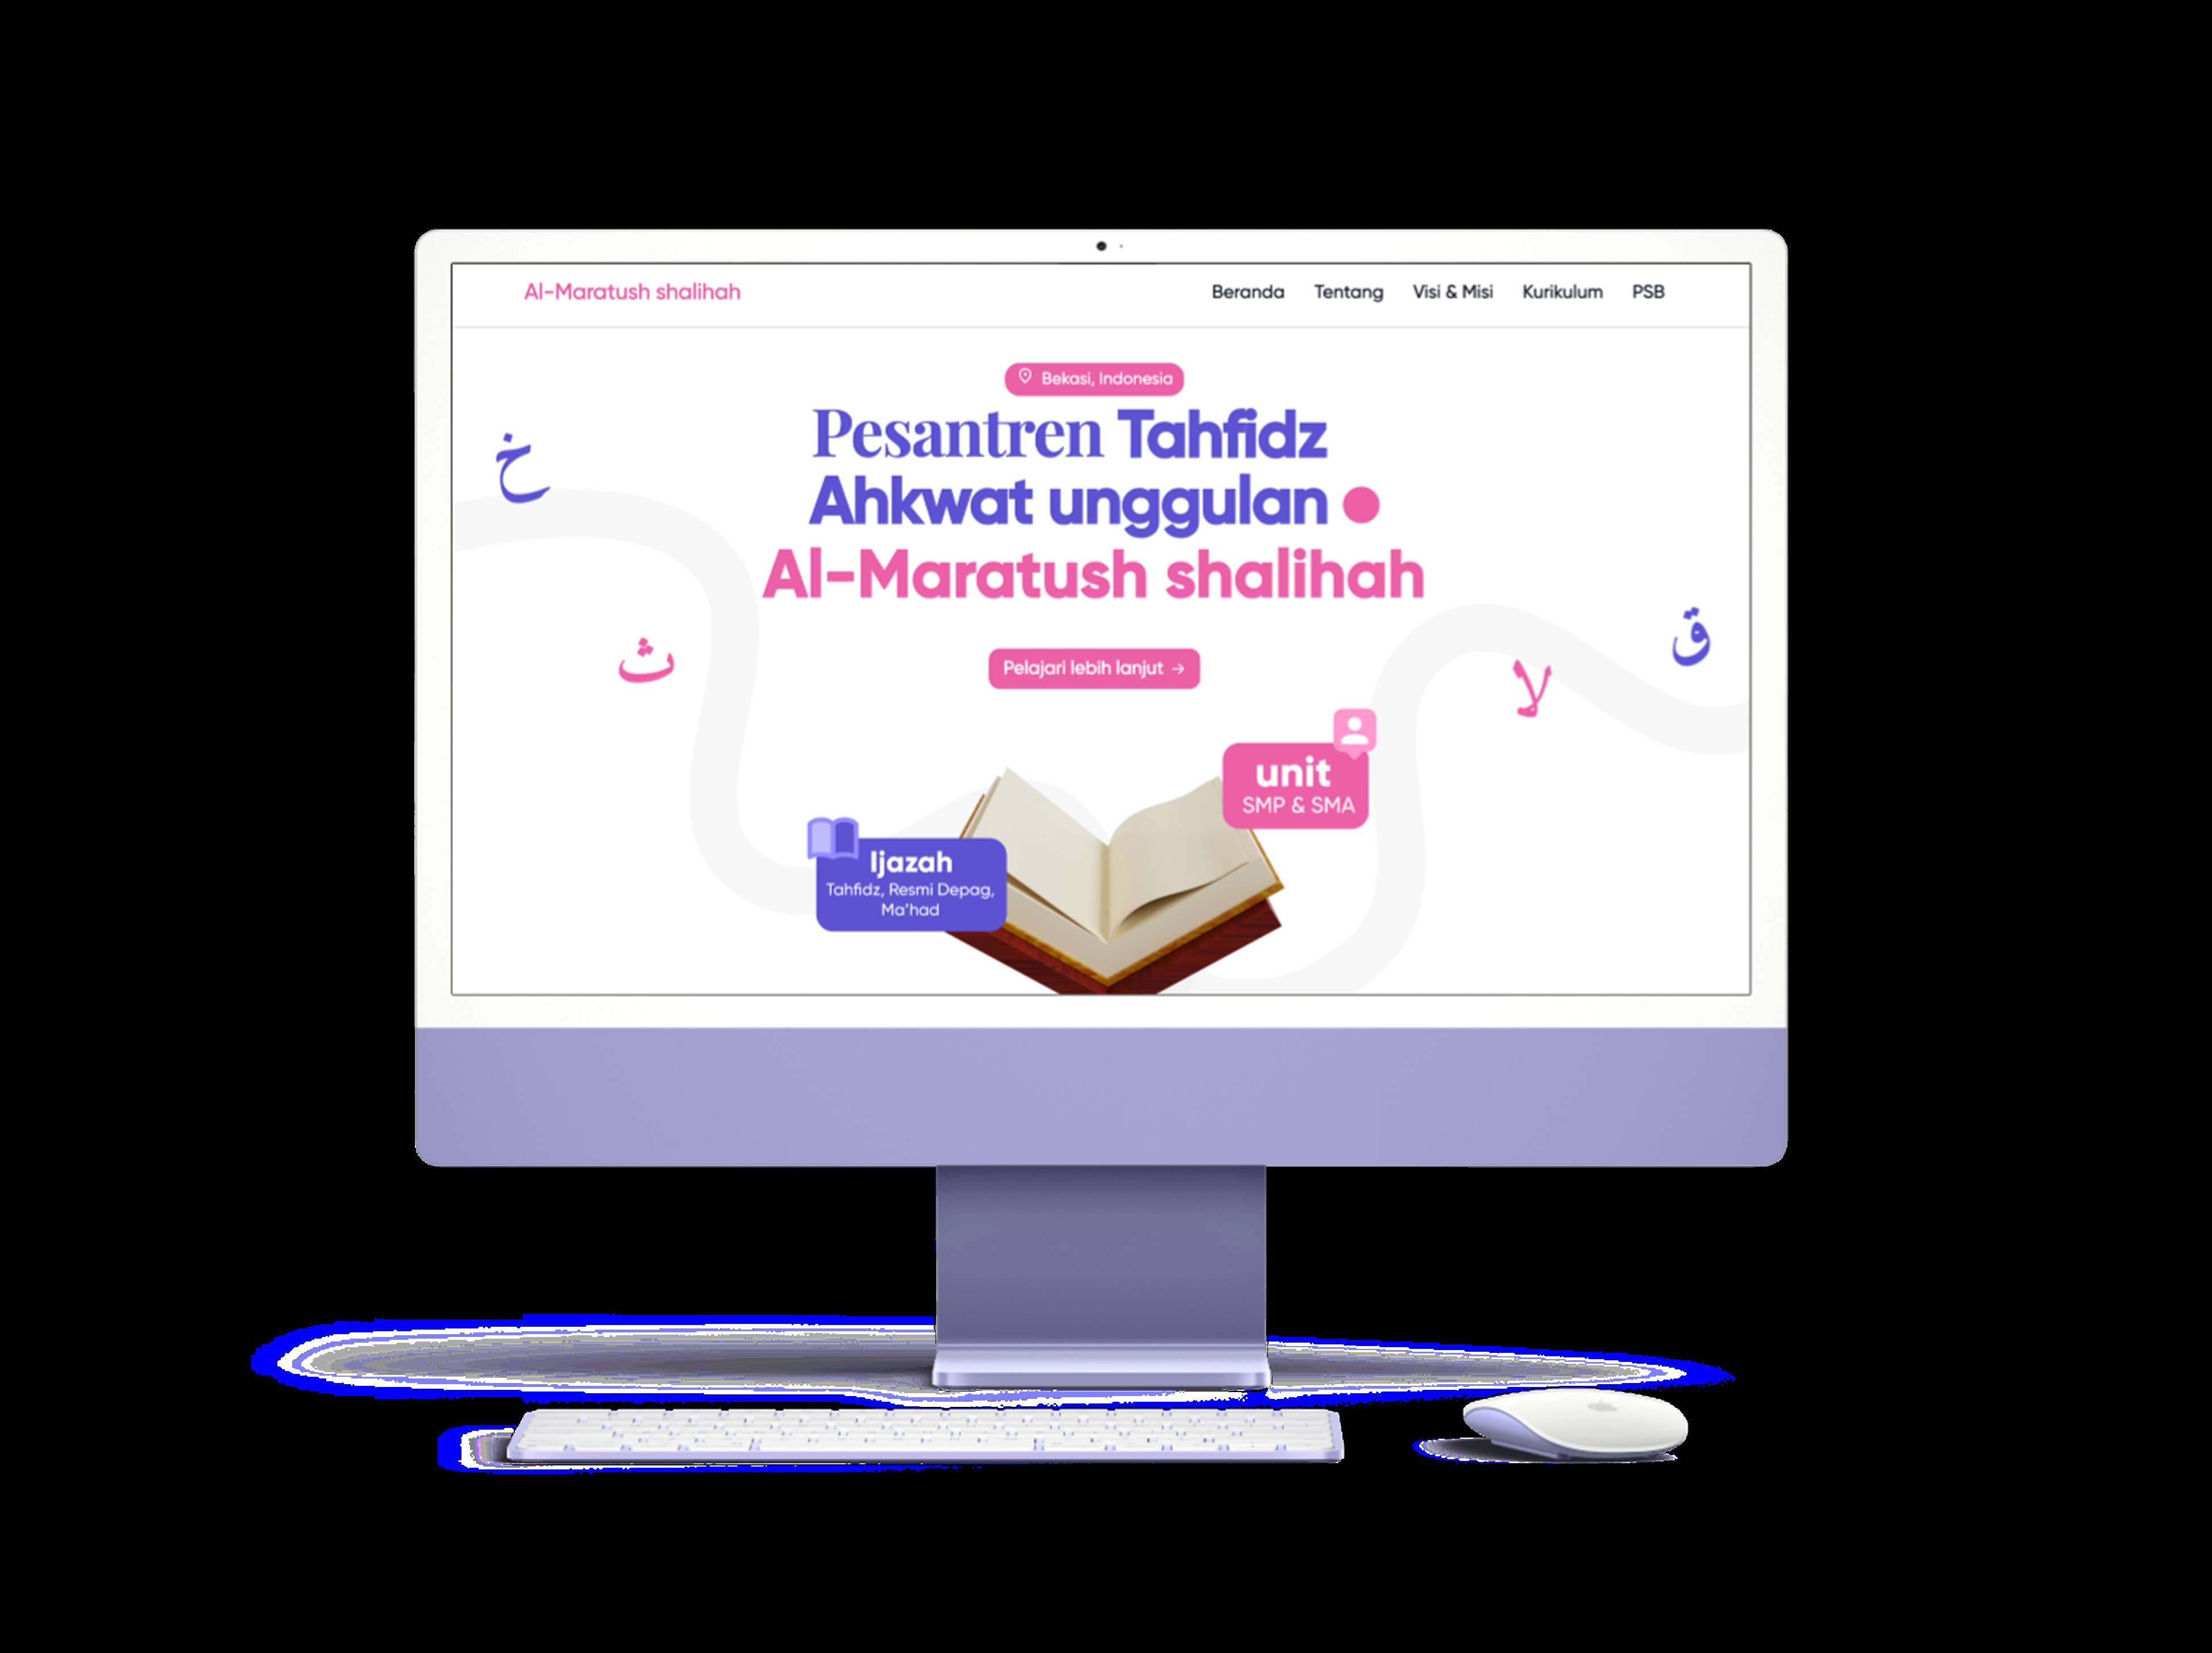 Al-Maratush shalihah
Beranda Tentang Visi & Misi Kurikulum PSB
Bekasi, Indonesia
Pesantren Tahfidz
Ahkwat unggulan
Al-Maratush shalihah
خ
ث
ق
لا
Pelajari lebih lanjut →
unit
SMP & SMA
Ijazah
Tahfidz, Resmi Depag,
Ma'had